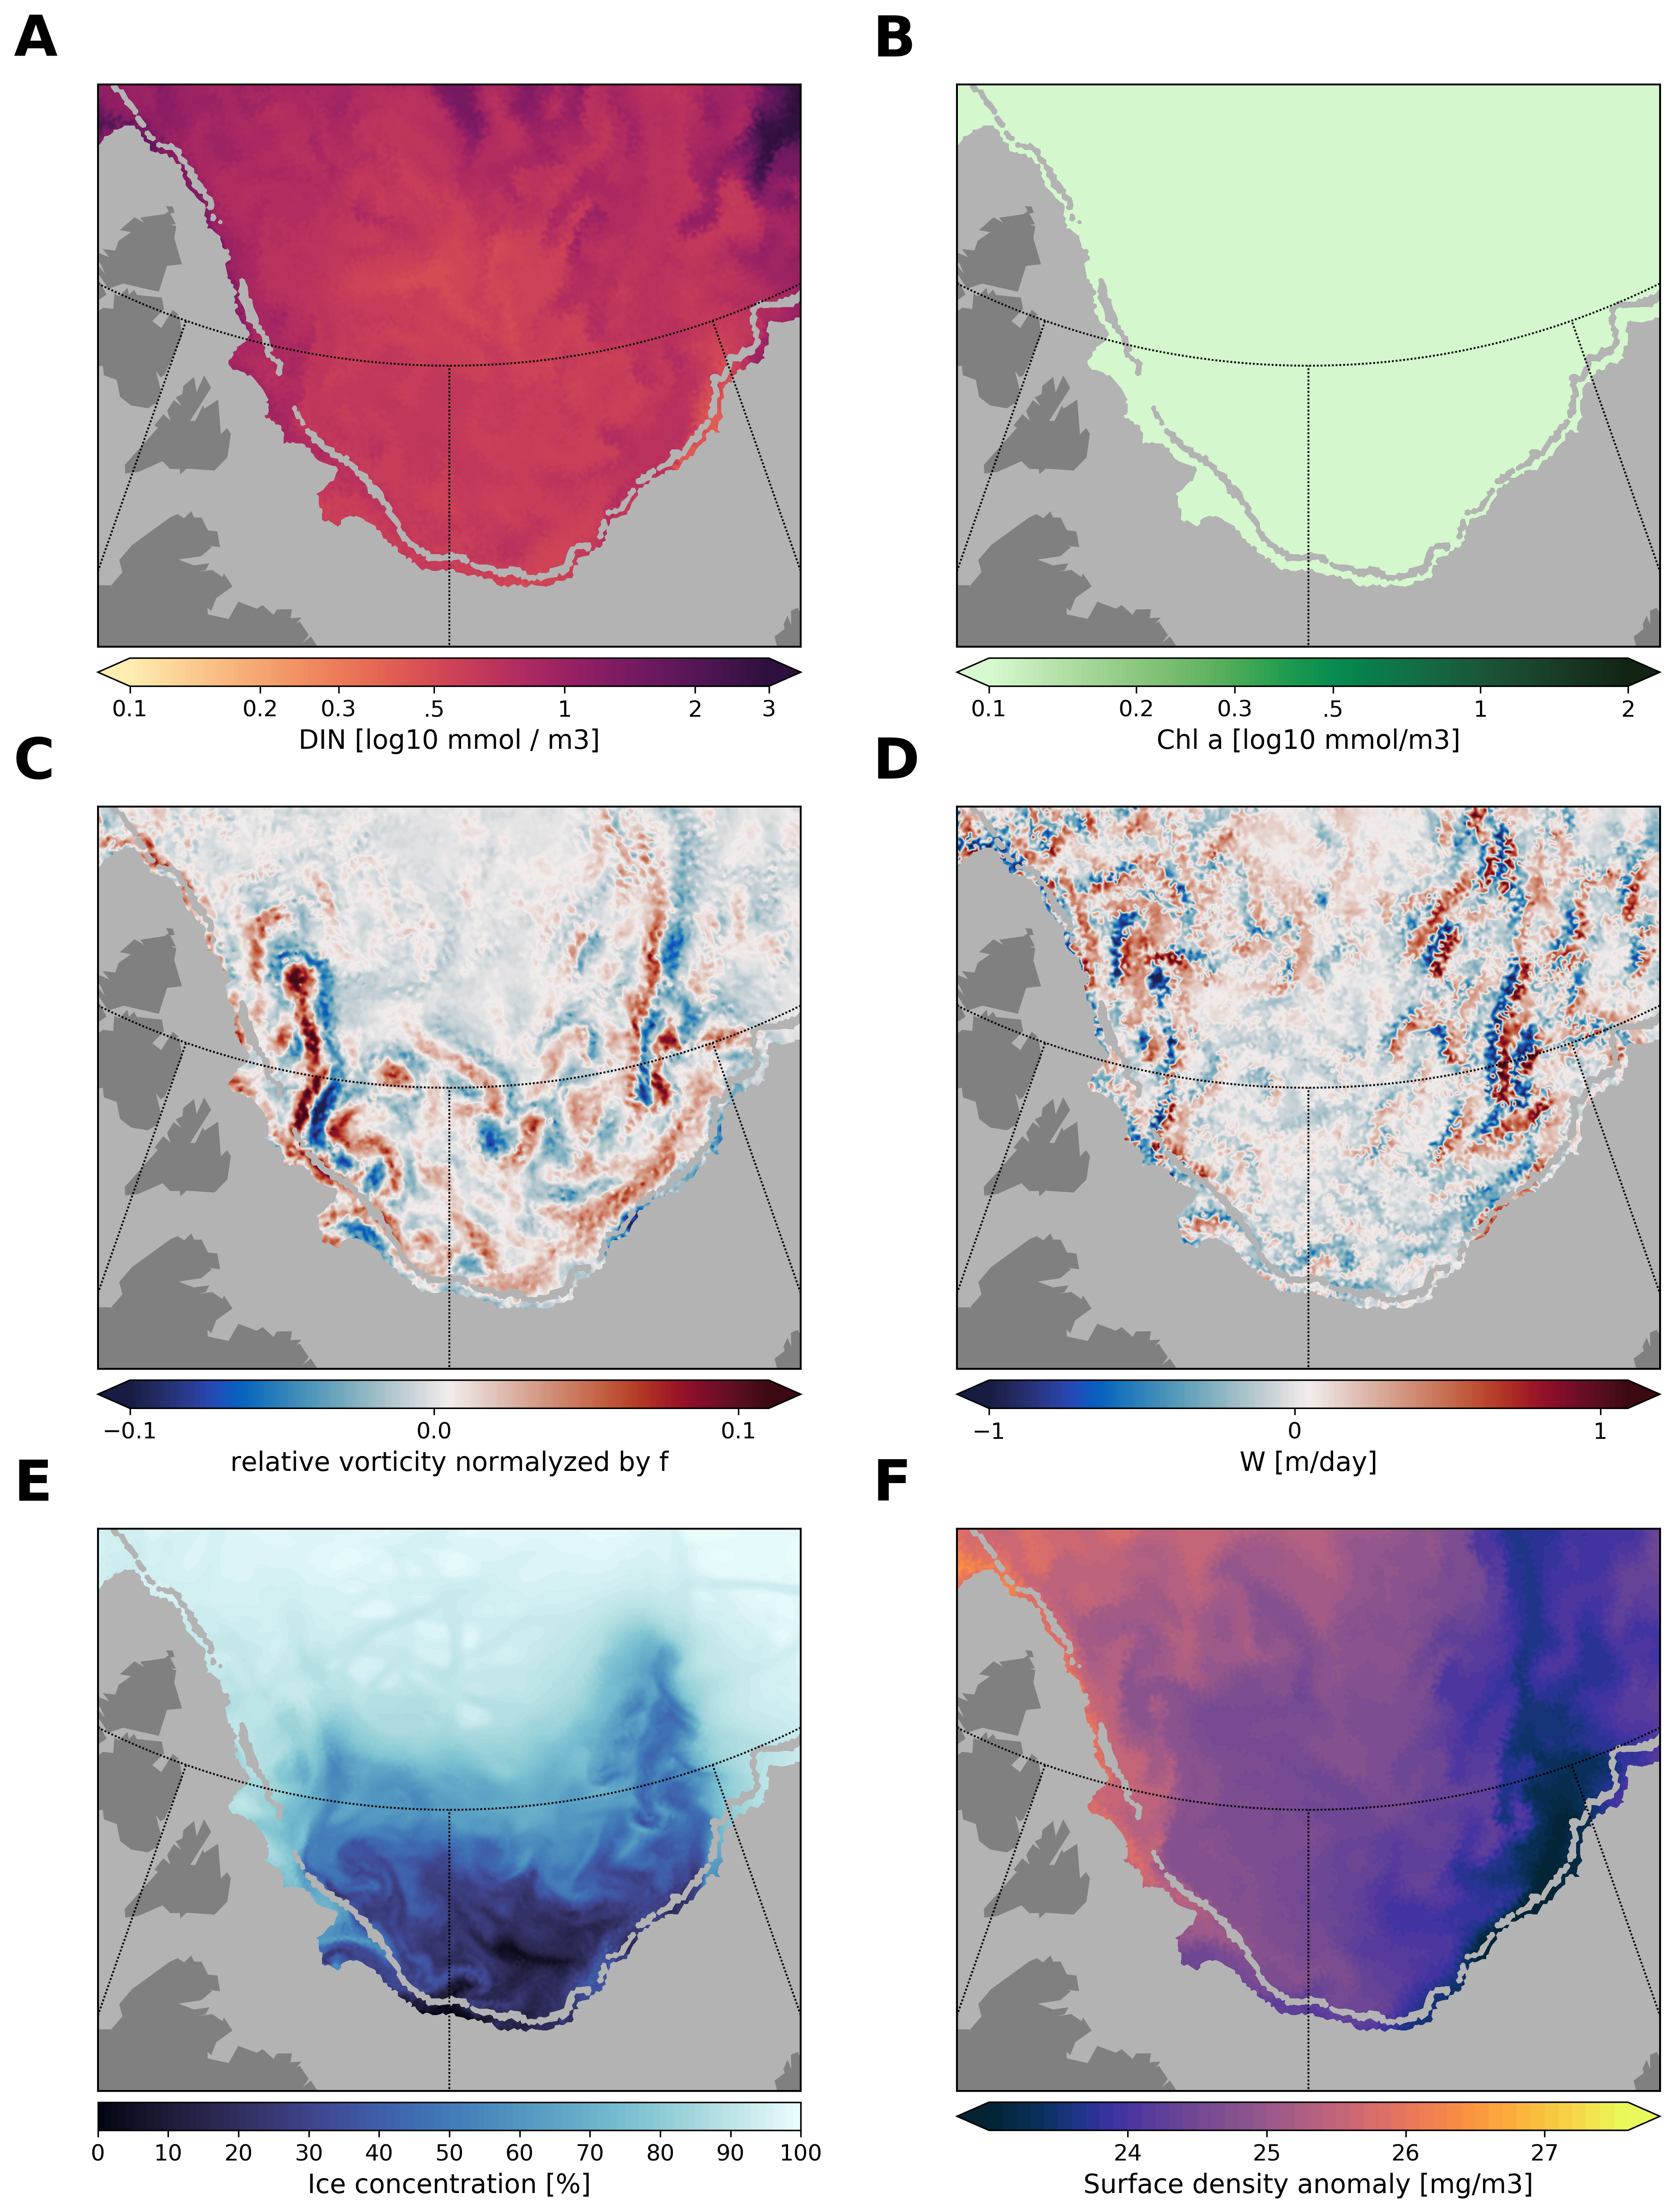 A
B
0.1 0.2 0.3 .5 1 2 3
DIN [log10 mmol / m3]
0.1 0.2 0.3 .5 1 2
Chl a [log10 mmol/m3]
C
D
−0.1 0.0 0.1
relative vorticity normalyzed by f
−1 0 1
W [m/day]
E
F
0 10 20 30 40 50 60 70 80 90 100
Ice concentration [%]
24 25 26 27
Surface density anomaly [mg/m3]